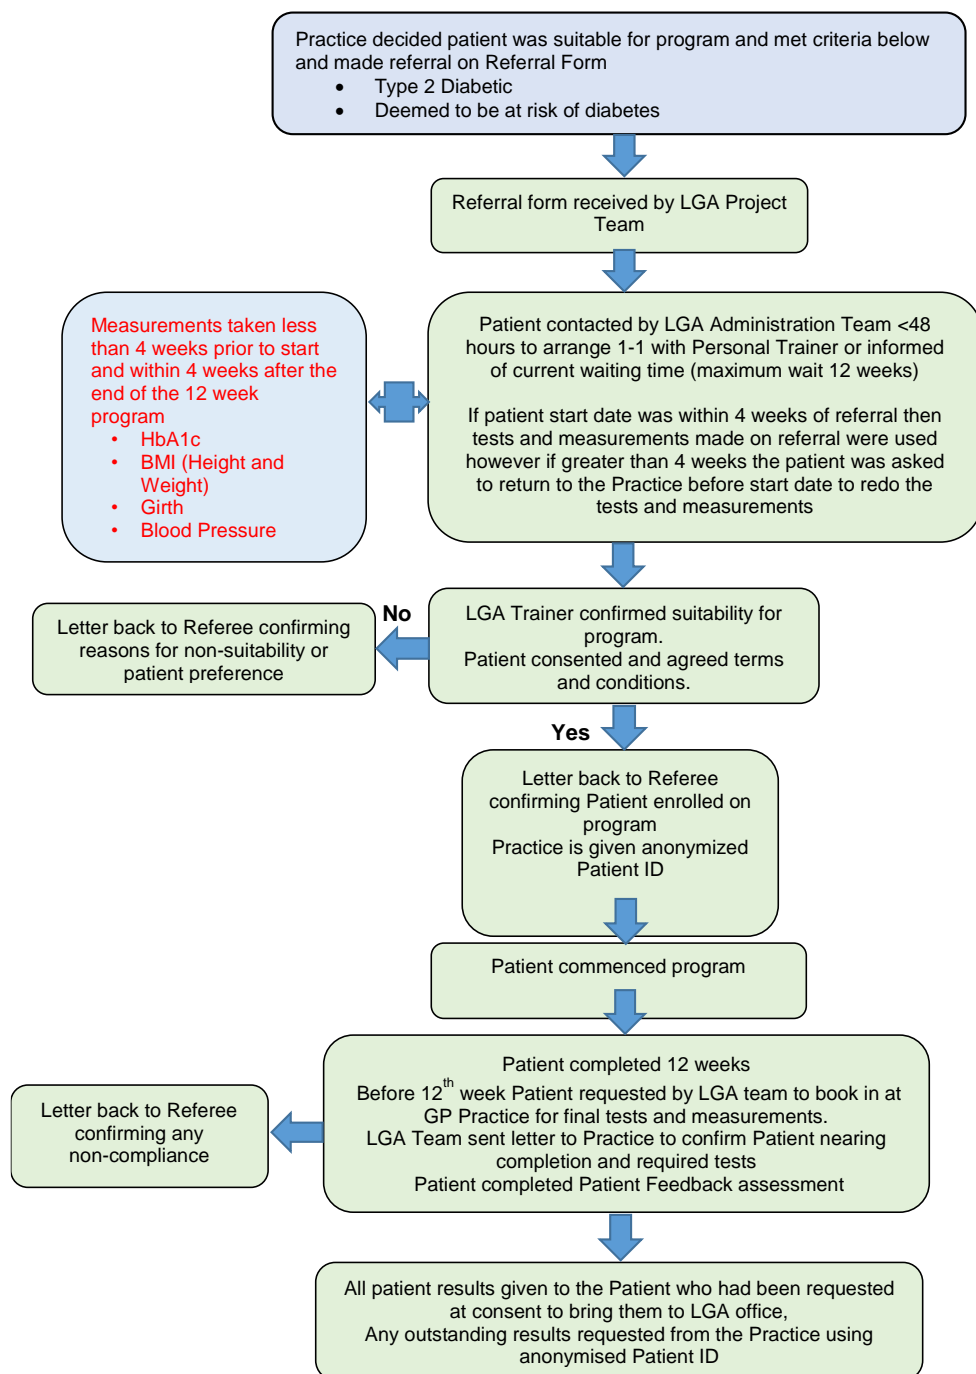 Practice decided patient was suitable for program and met criteria below
and made referral on Referral Form
• Type 2 Diabetic
• Deemed to be at risk of diabetes
Referral form received by LGA Project
Team
Measurements taken less
than 4 weeks prior to start
and within 4 weeks after the
end of the 12 week
program
• HbA1c
• BMI (Height and
Weight)
• Girth
• Blood Pressure
Patient contacted by LGA Administration Team <48
hours to arrange 1-1 with Personal Trainer or informed
of current waiting time (maximum wait 12 weeks)
If patient start date was within 4 weeks of referral then
tests and measurements made on referral were used
however if greater than 4 weeks the patient was asked
to return to the Practice before start date to redo the
tests and measurements
LGA Trainer confirmed suitability for
program.
Patient consented and agreed terms
and conditions.
No
Letter back to Referee confirming
reasons for non-suitability or
patient preference
Yes
Letter back to Referee
confirming Patient enrolled on
program
Practice is given anonymized
Patient ID
Patient commenced program
Patient completed 12 weeks
Before 12th week Patient requested by LGA team to book in at
GP Practice for final tests and measurements.
LGA Team sent letter to Practice to confirm Patient nearing
completion and required tests
Patient completed Patient Feedback assessment
Letter back to Referee
confirming any
non-compliance
All patient results given to the Patient who had been requested
at consent to bring them to LGA office,
Any outstanding results requested from the Practice using
anonymised Patient ID